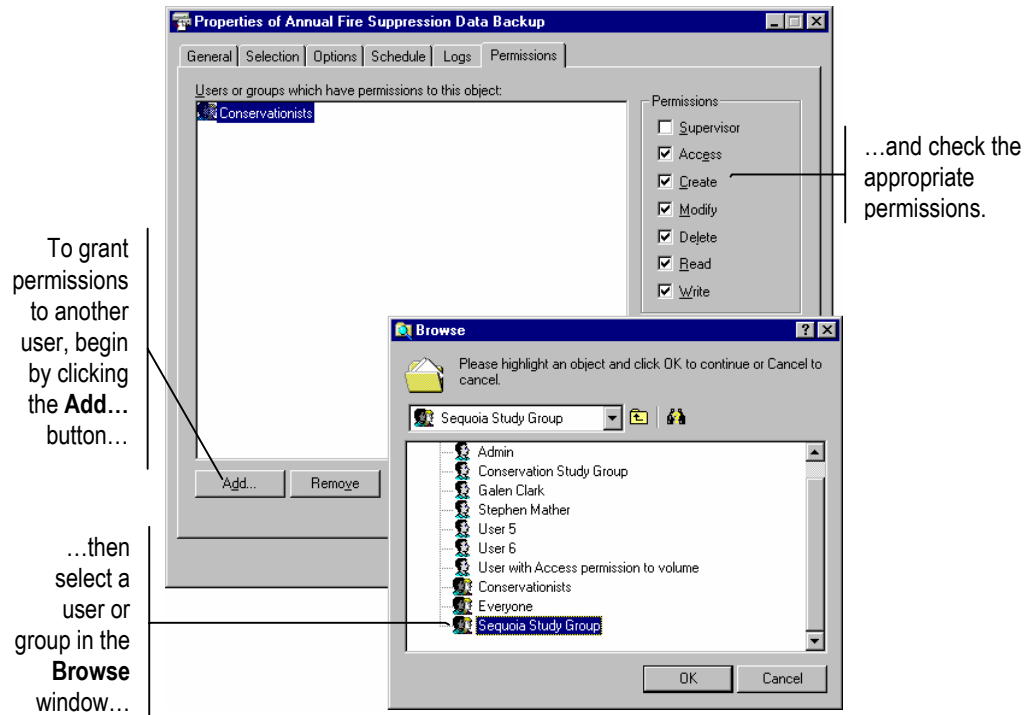 Properties of Annual Fire Suppression Data Backup
General Selection Options Schedule Logs Permissions
Users or groups which have permissions to this object:
Conservationists
Permissions
Supervisor
Access
Create
Modify
Delete
Read
Write
…and check the
appropriate
permissions.
To grant
permissions
to another
user, begin
by clicking
the Add…
button…
Add... Remove
Browse
Please highlight an object and click OK to continue or Cancel to
cancel.
Sequoia Study Group
Admin
Conservation Study Group
Galen Clark
Stephen Mather
User 5
User 6
User with Access permission to volume
Conservationists
Everyone
Sequoia Study Group
OK Cancel
…then
select a
user or
group in the
Browse
window…